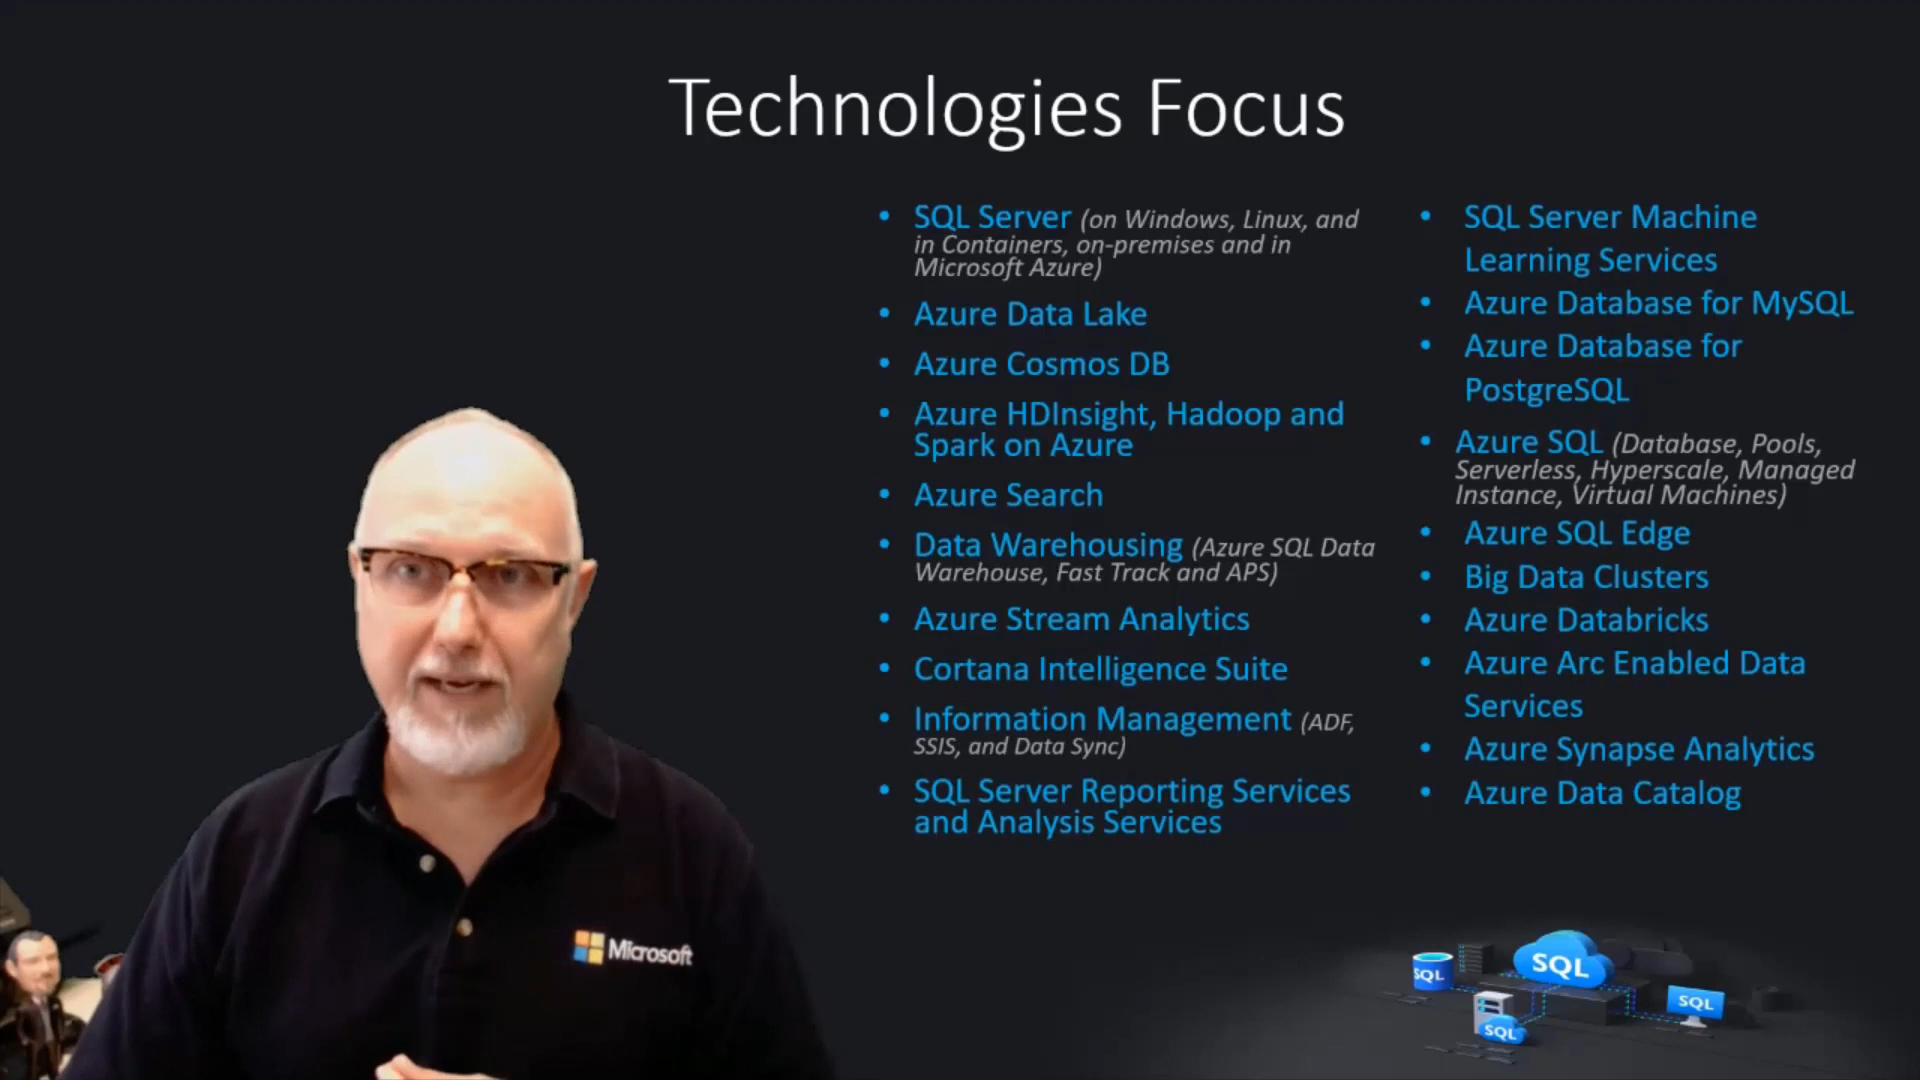 Technologies Focus
• SQL Server (on Windows, Linux, and
in Containers, on-premises and in
Microsoft Azure)
• Azure Data Lake
• Azure Cosmos DB
• Azure HDInsight, Hadoop and
Spark on Azure
• Azure Search
• Data Warehousing (Azure SQL Data
Warehouse, Fast Track and APS)
• Azure Stream Analytics
• Cortana Intelligence Suite
• Information Management (ADF,
SSIS, and Data Sync)
• SQL Server Reporting Services
and Analysis Services
• SQL Server Machine
Learning Services
• Azure Database for MySQL
• Azure Database for
PostgreSQL
• Azure SQL (Database, Pools,
Serverless, Hyperscale, Managed
Instance, Virtual Machines)
• Azure SQL Edge
• Big Data Clusters
• Azure Databricks
• Azure Arc Enabled Data
Services
• Azure Synapse Analytics
• Azure Data Catalog
Microsoft
SQL
SQL
SQL
SQL